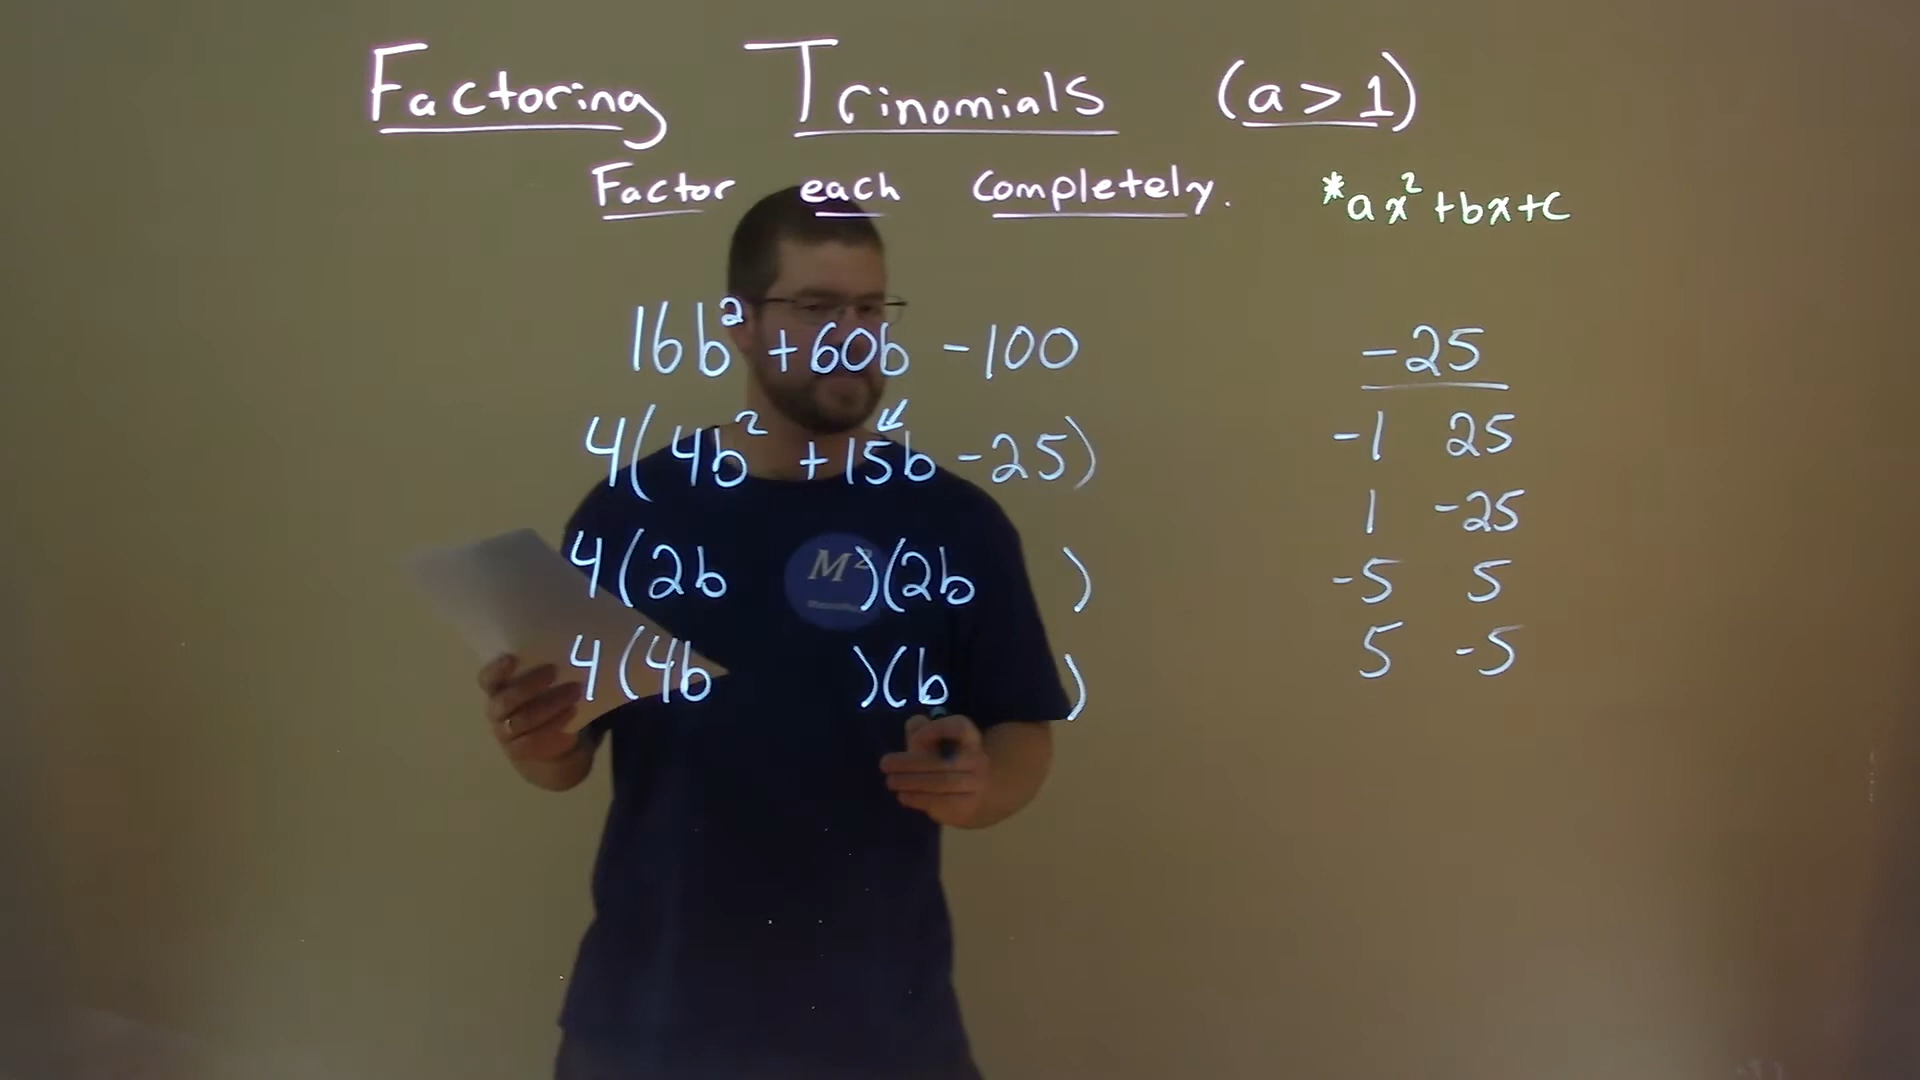 Factoring Trinomials (a > 1)
Factor each completely. *ax²+bx+c
16b² + 60b - 100
4(4b² + 15b - 25)
4(2b )(2b )
4(4b )(b )
M²
-25
-1 25
1 -25
-5 5
5 -5